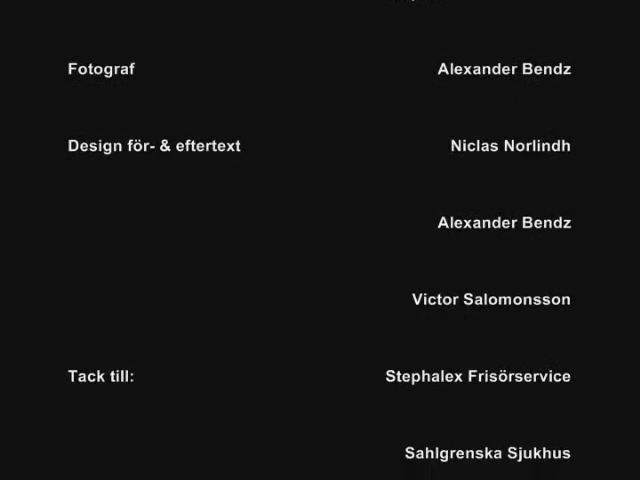 Fotograf Alexander Bendz
Design för- & eftertext Niclas Norlindh
Alexander Bendz
Victor Salomonsson
Tack till: Stephalex Frisörservice
Sahlgrenska Sjukhus